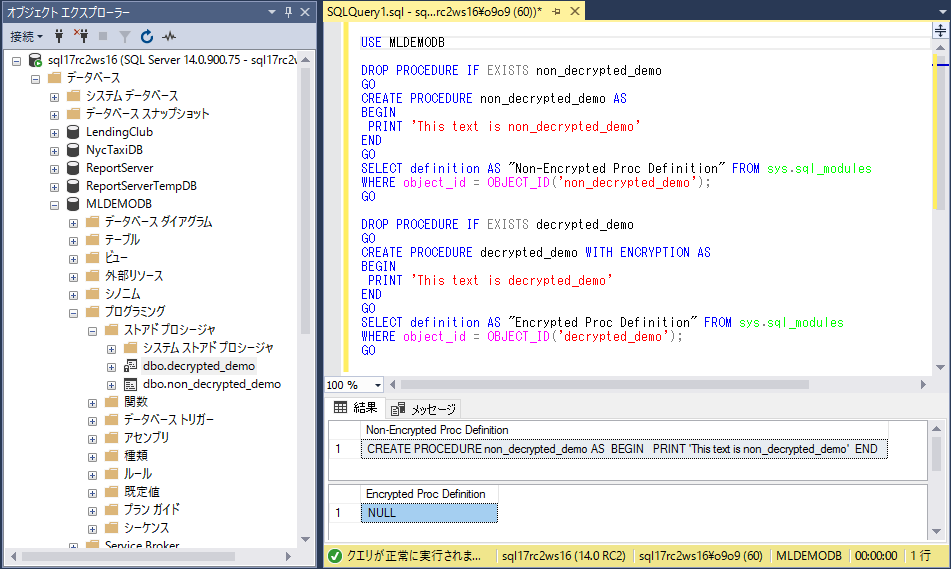 オブジェクト エクスプローラー
接続
sql17rc2ws16 (SQL Server 14.0.900.75 - sql17rc2w
データベース
システム データベース
データベース スナップショット
LendingClub
NycTaxiDB
ReportServer
ReportServerTempDB
MLDEMODB
データベース ダイアグラム
テーブル
ビュー
外部リソース
シノニム
プログラミング
ストアド プロシージャ
システム ストアド プロシージャ
dbo.decrypted_demo
dbo.non_decrypted_demo
関数
データベース トリガー
アセンブリ
種類
ルール
既定値
プラン ガイド
シーケンス
Service Broker
SQLQuery1.sql - sq...rc2ws16¥o9o9 (60))*
USE MLDEMODB
DROP PROCEDURE IF EXISTS non_decrypted_demo
GO
CREATE PROCEDURE non_decrypted_demo AS
BEGIN
PRINT 'This text is non_decrypted_demo'
END
GO
SELECT definition AS "Non-Encrypted Proc Definition" FROM sys.sql_modules
WHERE object_id = OBJECT_ID('non_decrypted_demo');
GO
DROP PROCEDURE IF EXISTS decrypted_demo
GO
CREATE PROCEDURE decrypted_demo WITH ENCRYPTION AS
BEGIN
PRINT 'This text is decrypted_demo'
END
GO
SELECT definition AS "Encrypted Proc Definition" FROM sys.sql_modules
WHERE object_id = OBJECT_ID('decrypted_demo');
GO
100 %
結果 メッセージ
Non-Encrypted Proc Definition
1 CREATE PROCEDURE non_decrypted_demo AS BEGIN PRINT 'This text is non_decrypted_demo' END
Encrypted Proc Definition
1 NULL
クエリが正常に実行されま... sql17rc2ws16 (14.0 RC2) sql17rc2ws16¥o9o9 (60) MLDEMODB 00:00:00 1 行